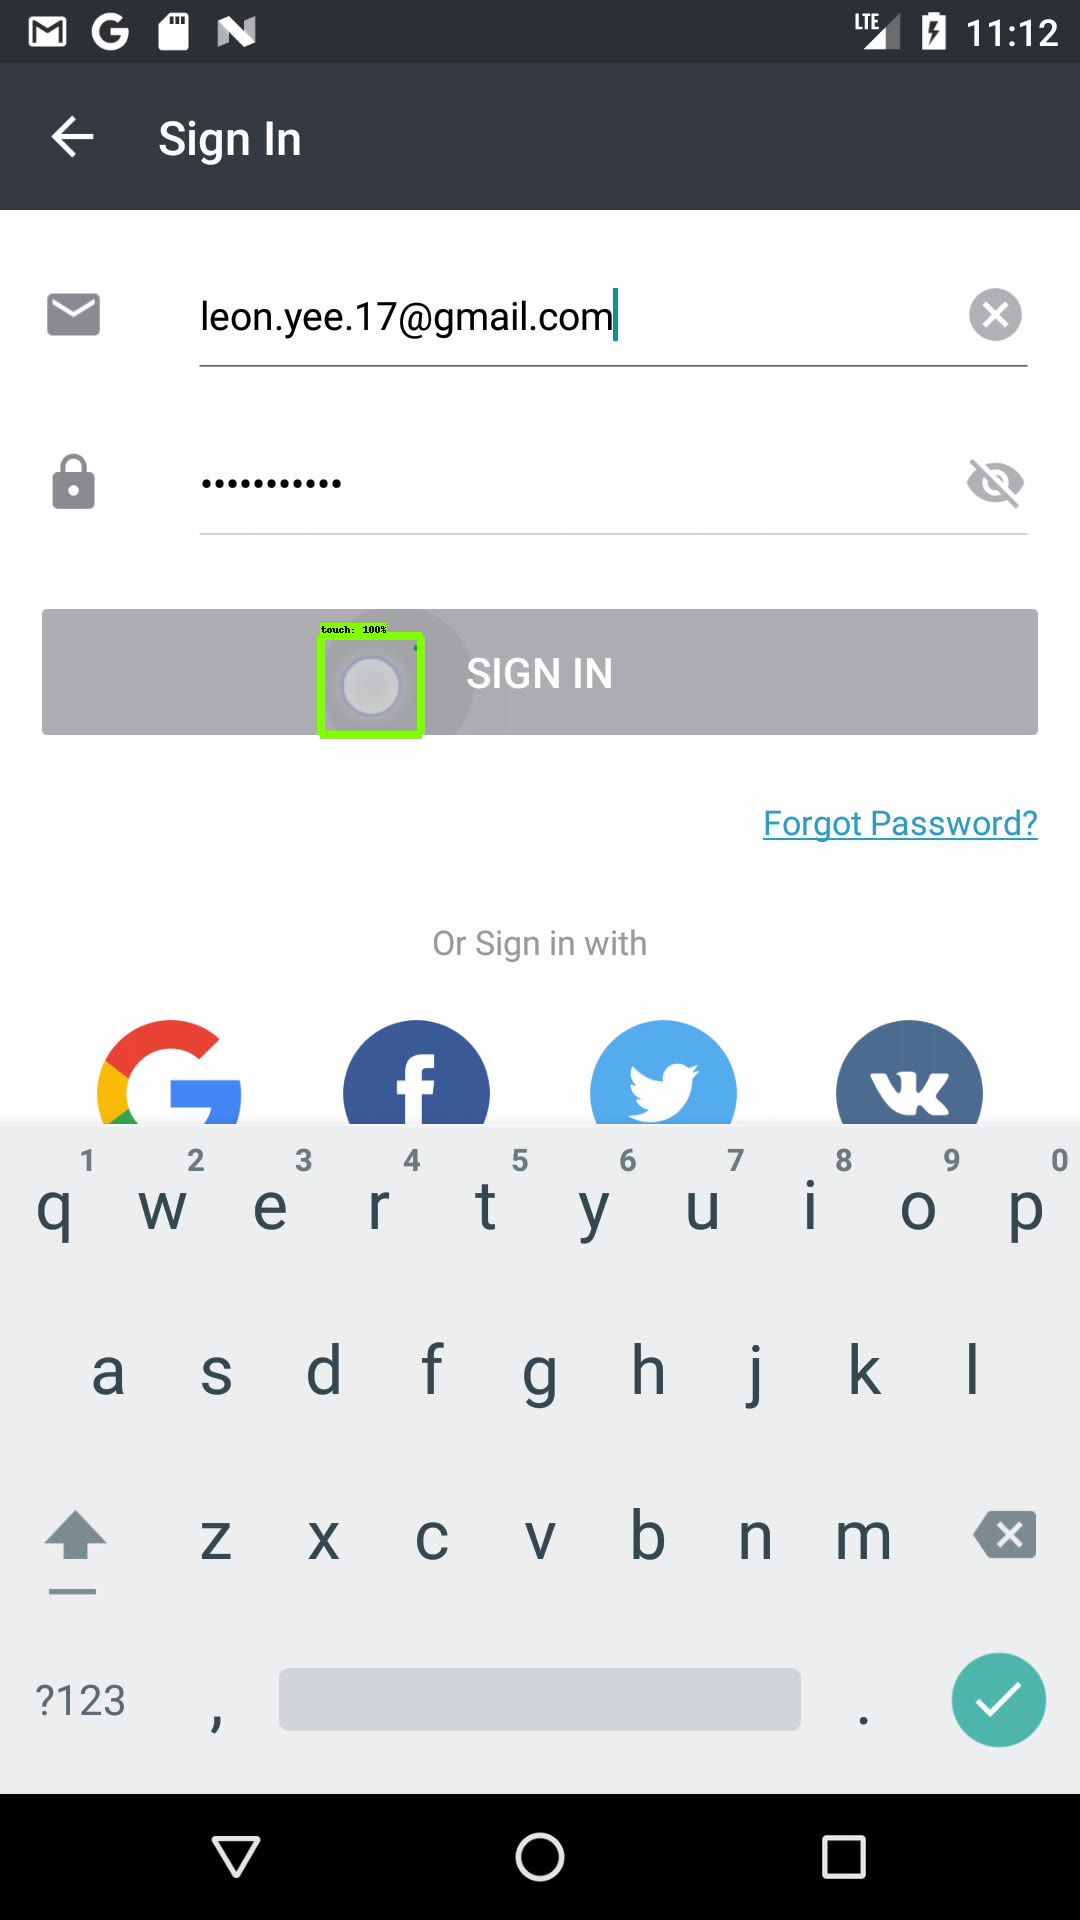 LTE 11:12
Sign In
leon.yee.17@gmail.com
•••••••••••
touch: 100%
SIGN IN
Forgot Password?
Or Sign in with
1 2 3 4 5 6 7 8 9 0
q w e r t y u i o p
a s d f g h j k l
z x c v b n m
?123 , .